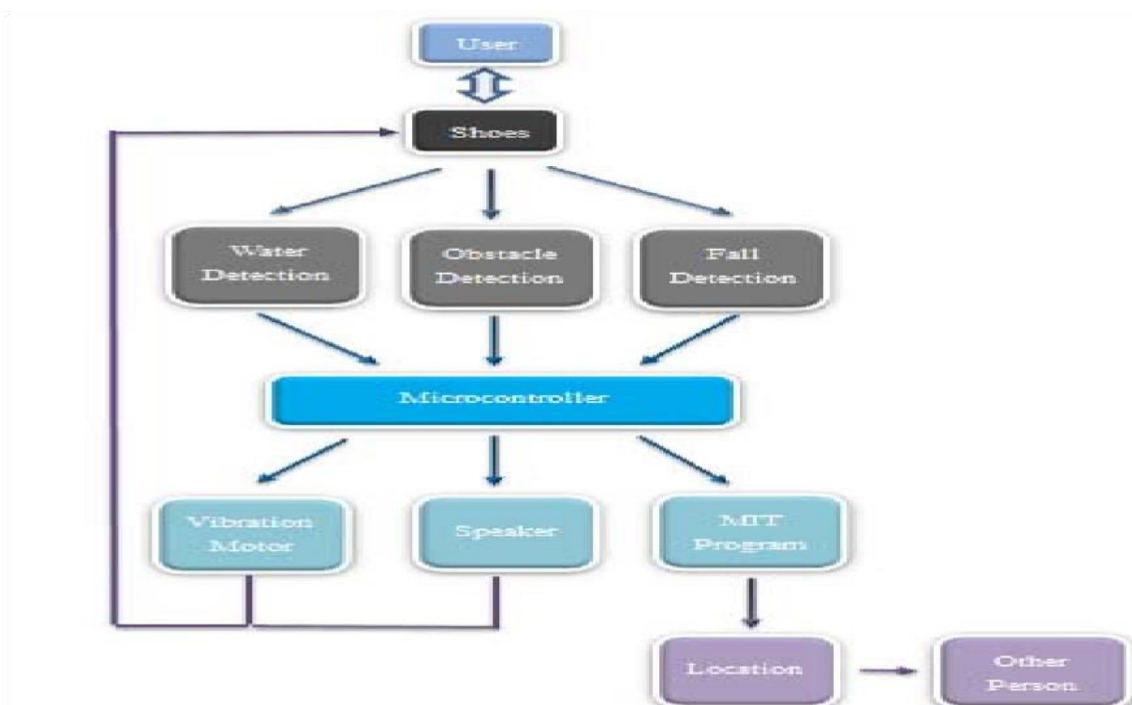 User
Shoes
Water
Detection
Obstacle
Detection
Fall
Detection
Microcontroller
Vibration
Motor
Speaker
MIT
Program
Location
Other
Person